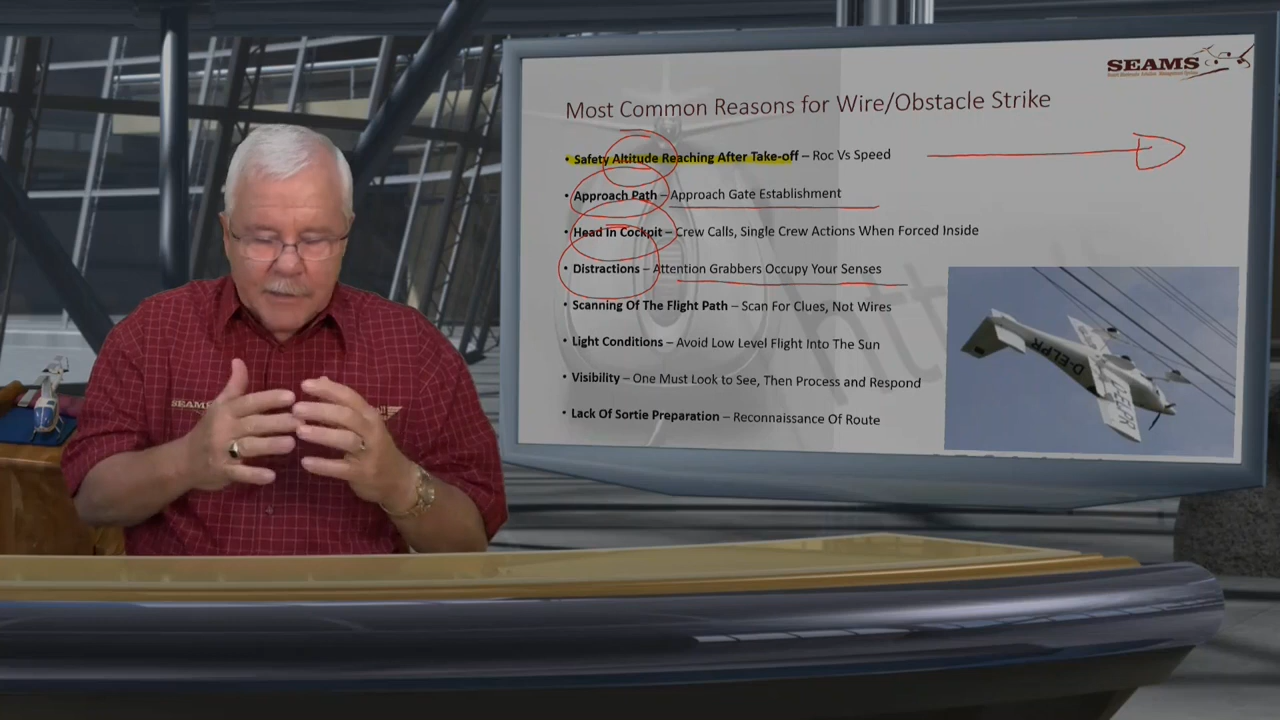 SEAMS
Most Common Reasons for Wire/Obstacle Strike
• Safety Altitude Reaching After Take-off – Roc Vs Speed
• Approach Path – Approach Gate Establishment
• Head In Cockpit – Crew Calls, Single Crew Actions When Forced Inside
• Distractions – Attention Grabbers Occupy Your Senses
• Scanning Of The Flight Path – Scan For Clues, Not Wires
• Light Conditions – Avoid Low Level Flight Into The Sun
• Visibility – One Must Look to See, Then Process and Respond
• Lack Of Sortie Preparation – Reconnaissance Of Route
D-ELPR
D-ELPR
SEAMS